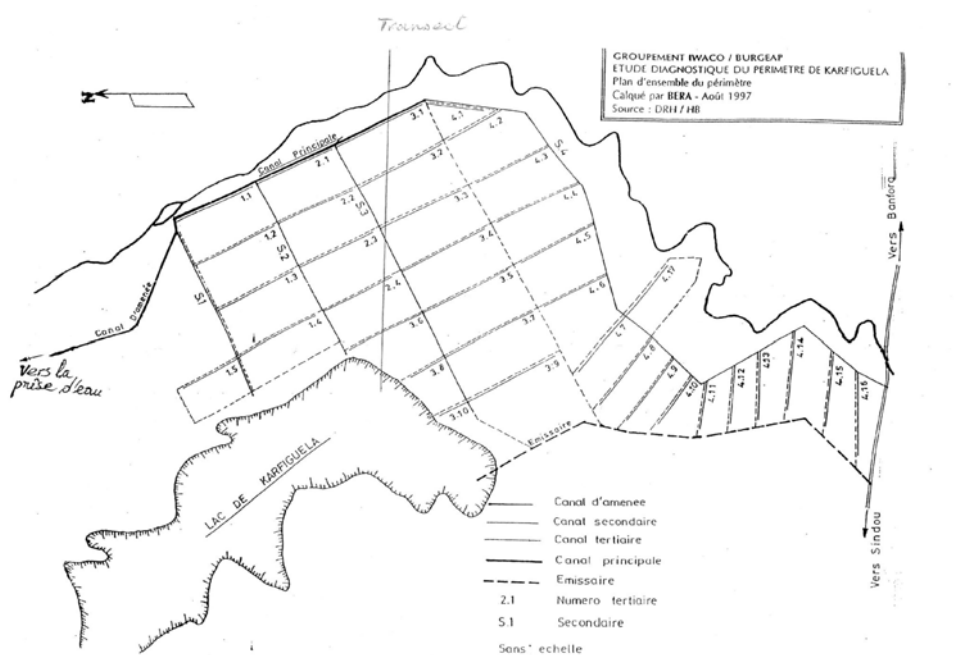 Transect
GROUPEMENT IWACO / BURGEAP
ETUDE DIAGNOSTIQUE DU PERIMETRE DE KARFIGUELA
Plan d'ensemble du périmètre
Calqué par BERA - Août 1997
Source : DRH / HB
N
Canal Principale
1.1
2.1
3.1
4.1
4.2
1.2
2.2
3.2
4.3
S4
S1
S2
S3
1.3
2.3
3.3
4.4
1.4
2.4
3.4
4.5
1.5
3.6
3.5
4.6
3.8
3.7
3.10
3.9
4.17
4.7
4.8
4.9
4.10
4.11
4.12
4.13
4.14
4.15
4.16
Canal D'amenée
Vers la
prise d'eau
Vers Banfora
Vers Sindou
Emissaire
LAC DE KARFIGUELA
Canal d'amenee
Canal secondaire
Canal tertiaire
Canal principale
Emissaire
2.1 Numero tertiaire
S.1 Secondaire
Sans' echelle